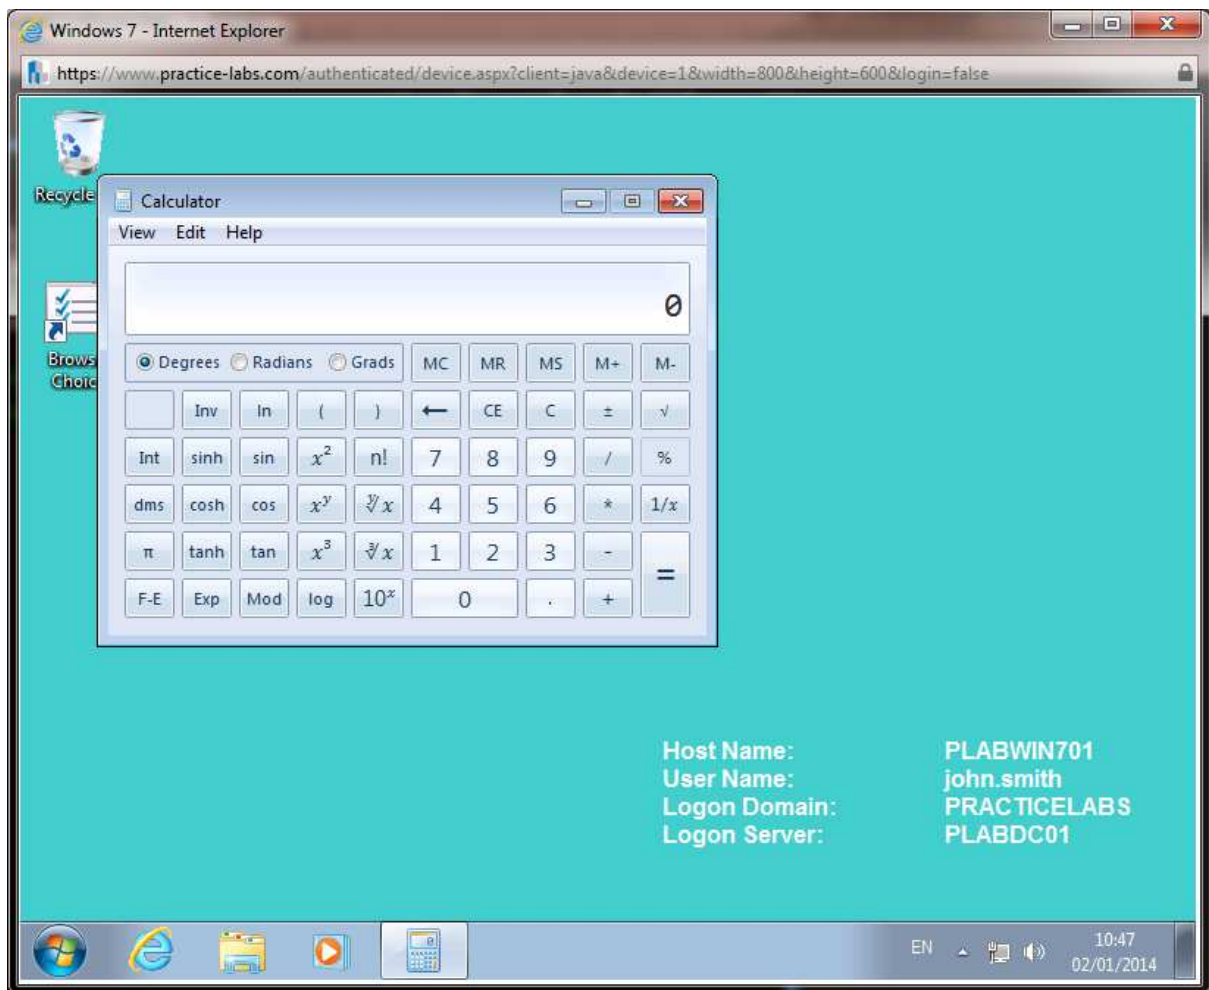 Windows 7 - Internet Explorer
https://www.practice-labs.com/authenticated/device.aspx?client=java&device=1&width=800&height=600&login=false
Recycle
Calculator
View Edit Help
0
Brows
Choic
Degrees Radians Grads MC MR MS M+ M-
Inv ln ( ) ← CE C ± √
Int sinh sin x² n! 7 8 9 / %
dms cosh cos xʸ ʸ√x 4 5 6 * 1/x
π tanh tan x³ ³√x 1 2 3 - =
F-E Exp Mod log 10ˣ 0 . +
Host Name: PLABWIN701
User Name: john.smith
Logon Domain: PRACTICELABS
Logon Server: PLABDC01
EN 10:47
02/01/2014